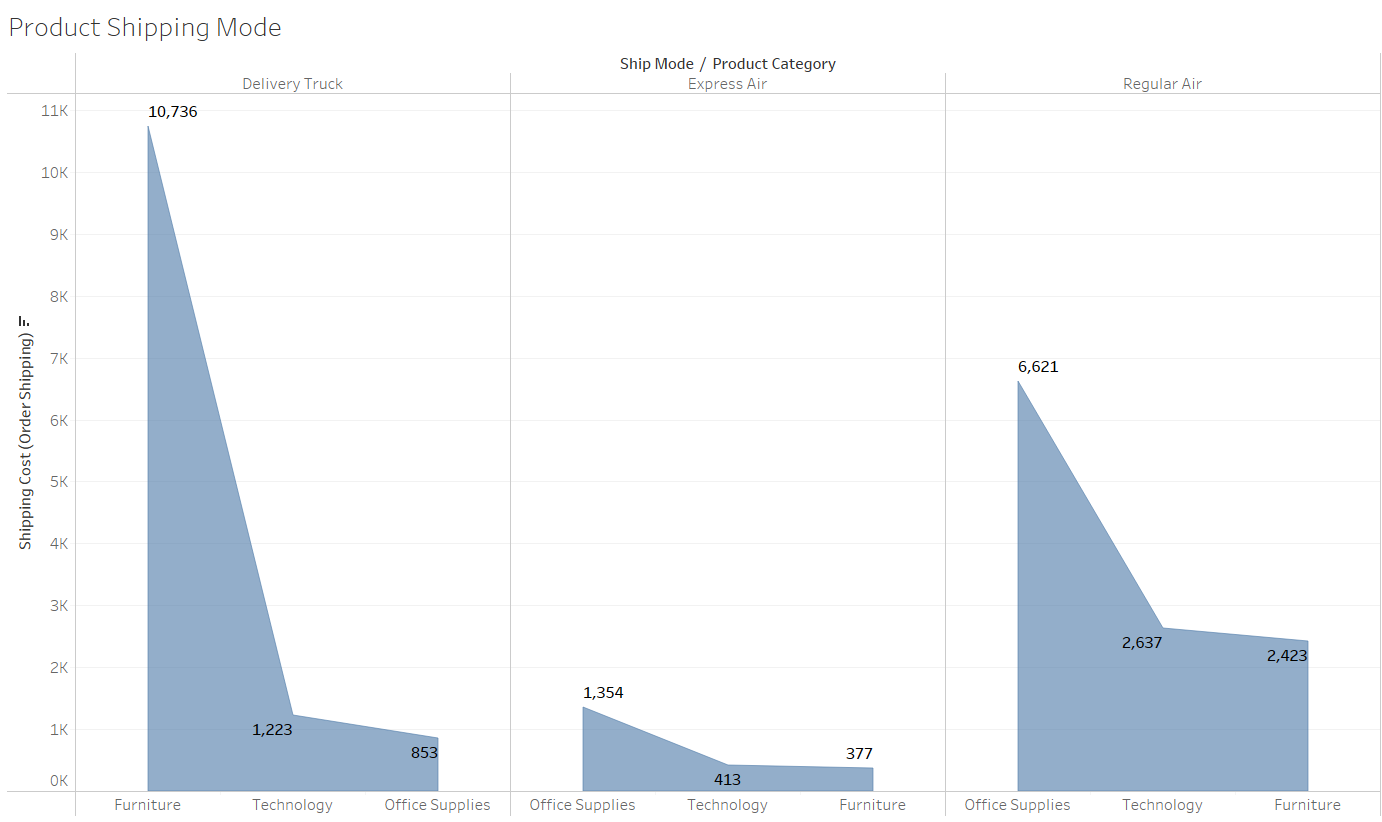 Product Shipping Mode
Ship Mode / Product Category
Delivery Truck Express Air Regular Air
Shipping Cost (Order Shipping)
11K
10K
9K
8K
7K
6K
5K
4K
3K
2K
1K
0K
10,736
1,223
853
1,354
413
377
6,621
2,637
2,423
Furniture Technology Office Supplies Office Supplies Technology Furniture Office Supplies Technology Furniture